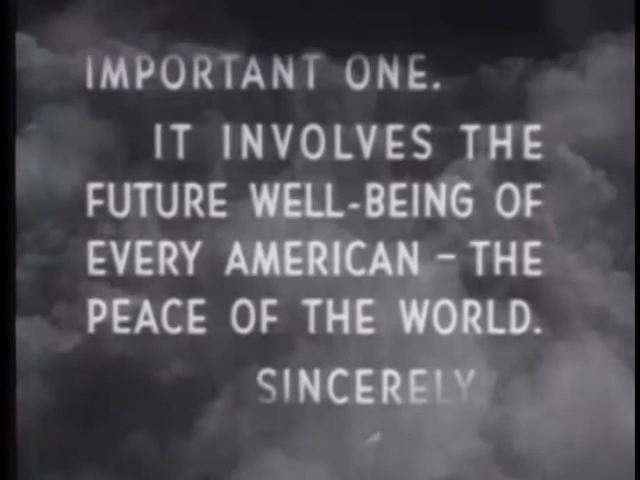 IMPORTANT ONE.
IT INVOLVES THE
FUTURE WELL-BEING OF
EVERY AMERICAN – THE
PEACE OF THE WORLD.
SINCERELY